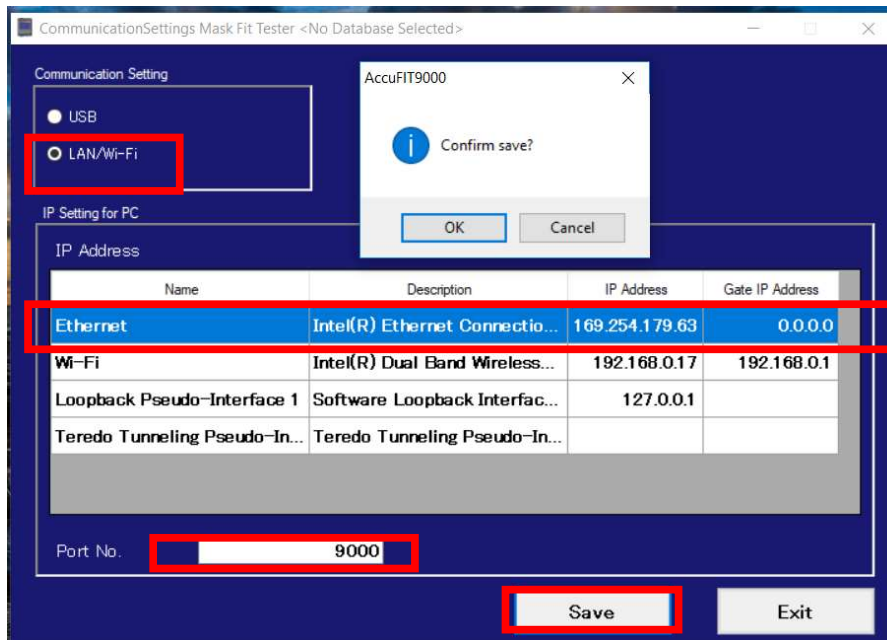 CommunicationSettings Mask Fit Tester <No Database Selected>
Communication Setting
USB
LAN/Wi-Fi
AccuFIT9000
Confirm save?
OK Cancel
IP Setting for PC
IP Address
Name Description IP Address Gate IP Address
Ethernet Intel(R) Ethernet Connectio... 169.254.179.63 0.0.0.0
Wi-Fi Intel(R) Dual Band Wireless... 192.168.0.17 192.168.0.1
Loopback Pseudo-Interface 1 Software Loopback Interfac... 127.0.0.1
Teredo Tunneling Pseudo-In... Teredo Tunneling Pseudo-In...
Port No. 9000
Save Exit